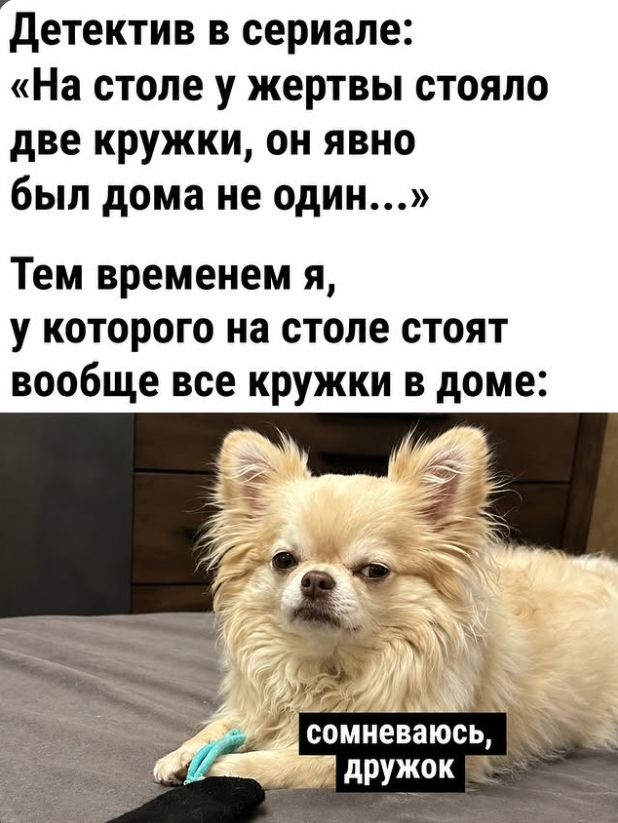 Детектив в сериале:
«На столе у жертвы стояло
две кружки, он явно
был дома не один...»
Тем временем я,
у которого на столе стоят
вообще все кружки в доме:
сомневаюсь,
дружок